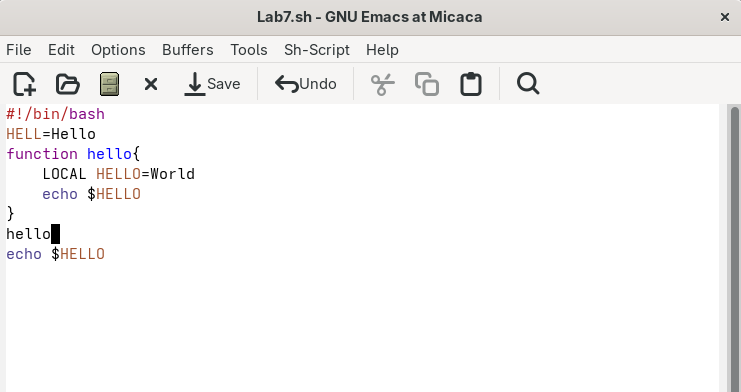 Lab7.sh - GNU Emacs at Micaca
File Edit Options Buffers Tools Sh-Script Help
Save Undo
#!/bin/bash
HELL=Hello
function hello{
    LOCAL HELLO=World
    echo $HELLO
}
hello
echo $HELLO